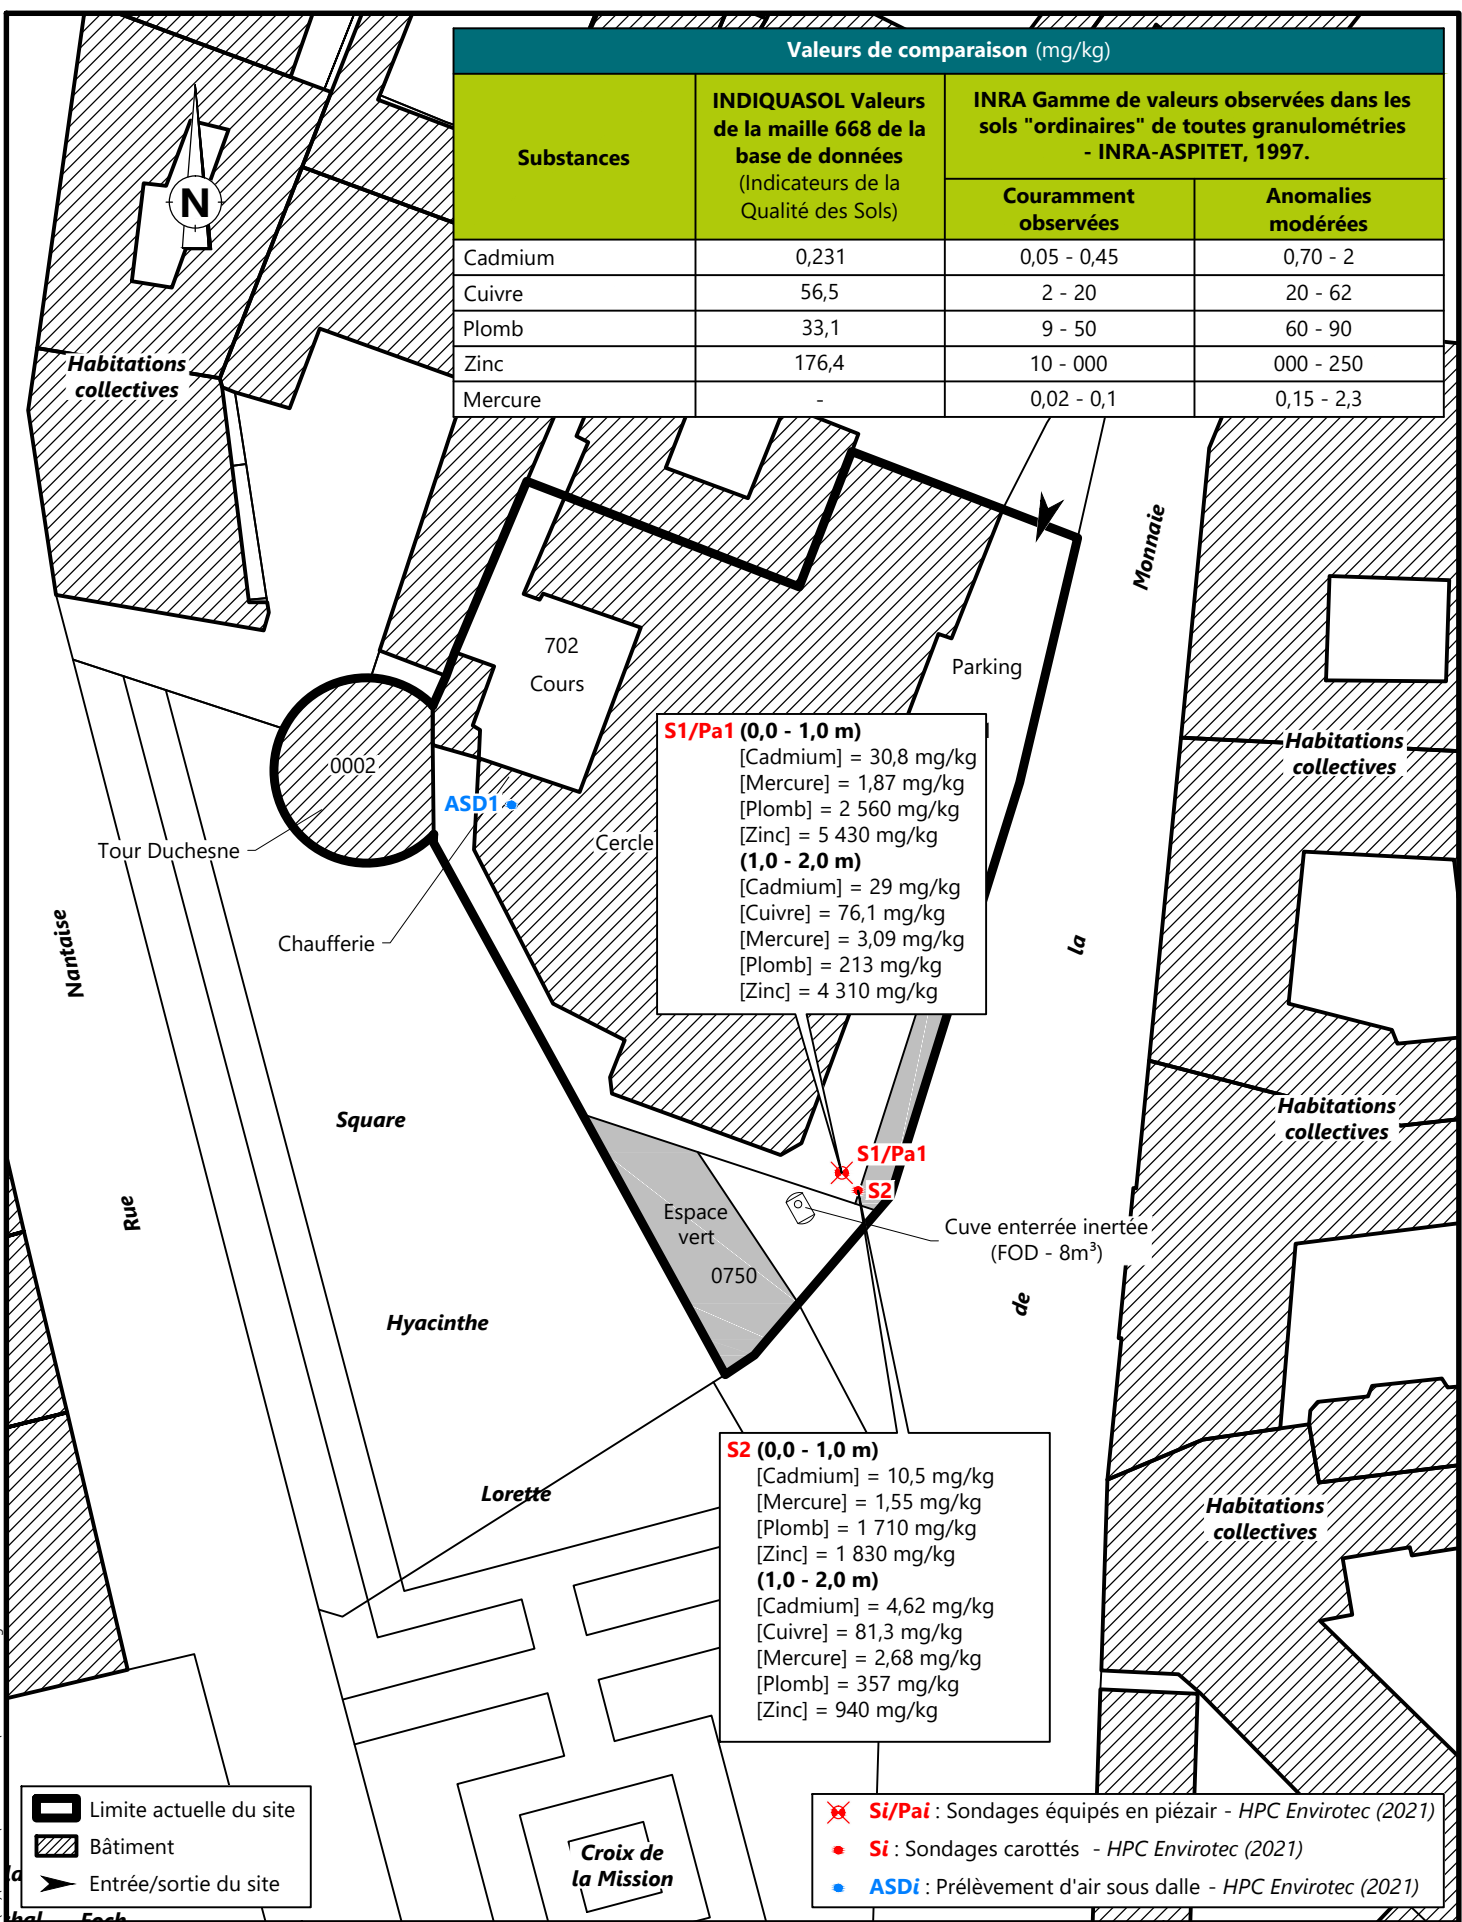 Valeurs de comparaison (mg/kg)
Substances
INDIQUASOL Valeurs
de la maille 668 de la
base de données
(Indicateurs de la
Qualité des Sols)
INRA Gamme de valeurs observées dans les
sols "ordinaires" de toutes granulométries
- INRA-ASPITET, 1997.
Couramment
observées
Anomalies
modérées
Cadmium 0,231 0,05 - 0,45 0,70 - 2
Cuivre 56,5 2 - 20 20 - 62
Plomb 33,1 9 - 50 60 - 90
Zinc 176,4 10 - 000 000 - 250
Mercure - 0,02 - 0,1 0,15 - 2,3
N
Habitations
collectives
Monnaie
702
Cours
Parking
S1/Pa1 (0,0 - 1,0 m)
[Cadmium] = 30,8 mg/kg
[Mercure] = 1,87 mg/kg
[Plomb] = 2 560 mg/kg
[Zinc] = 5 430 mg/kg
(1,0 - 2,0 m)
[Cadmium] = 29 mg/kg
[Cuivre] = 76,1 mg/kg
[Mercure] = 3,09 mg/kg
[Plomb] = 213 mg/kg
[Zinc] = 4 310 mg/kg
Habitations
collectives
0002
ASD1
Cercle
Tour Duchesne
Chaufferie
Nantaise
la
Square
Habitations
collectives
S1/Pa1
S2
Rue
Espace
vert
0750
Cuve enterrée inertée
(FOD - 8m³)
de
Hyacinthe
Lorette
S2 (0,0 - 1,0 m)
[Cadmium] = 10,5 mg/kg
[Mercure] = 1,55 mg/kg
[Plomb] = 1 710 mg/kg
[Zinc] = 1 830 mg/kg
(1,0 - 2,0 m)
[Cadmium] = 4,62 mg/kg
[Cuivre] = 81,3 mg/kg
[Mercure] = 2,68 mg/kg
[Plomb] = 357 mg/kg
[Zinc] = 940 mg/kg
Habitations
collectives
Croix de
la Mission
Limite actuelle du site
Bâtiment
Entrée/sortie du site
Si/Pai : Sondages équipés en piézair - HPC Envirotec (2021)
Si : Sondages carottés - HPC Envirotec (2021)
ASDi : Prélèvement d'air sous dalle - HPC Envirotec (2021)